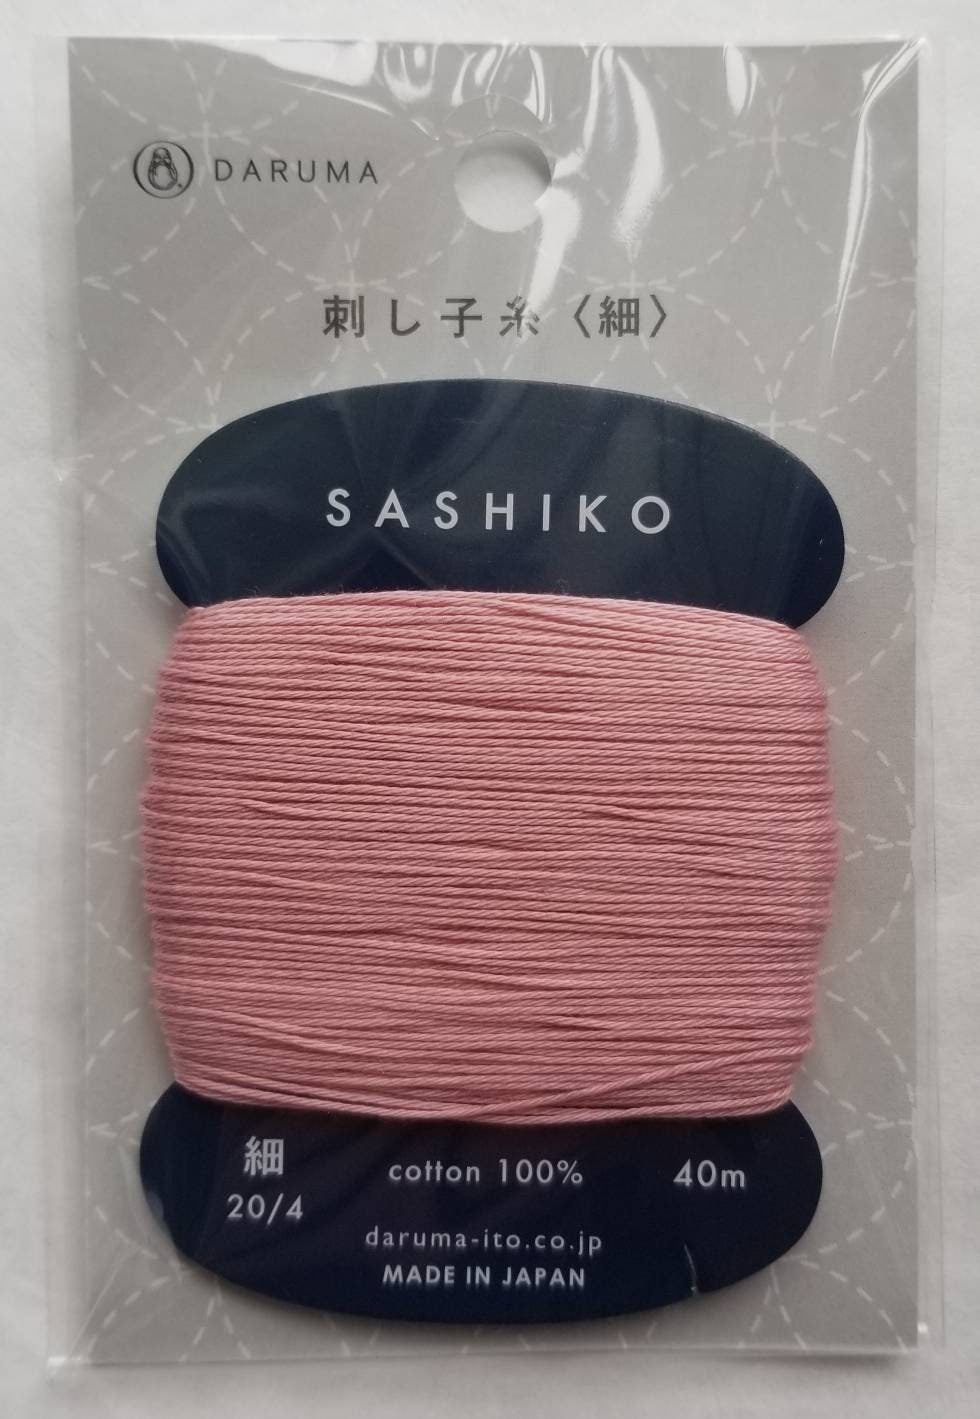 DARUMA
刺し子糸〈細〉
SASHIKO
細
20/4
cotton 100%
40m
daruma-ito.co.jp
MADE IN JAPAN